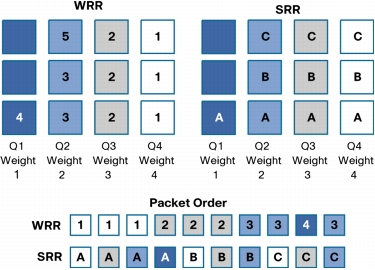 WRR SRR
5 2 1 C C C
3 2 1 B B B
4 3 2 1 A A A A
Q1 Q2 Q3 Q4 Q1 Q2 Q3 Q4
Weight Weight Weight Weight Weight Weight Weight Weight
1 2 3 4 1 2 3 4
Packet Order
WRR 1 1 1 2 2 2 3 3 4 3
SRR A A A A B B B C C C